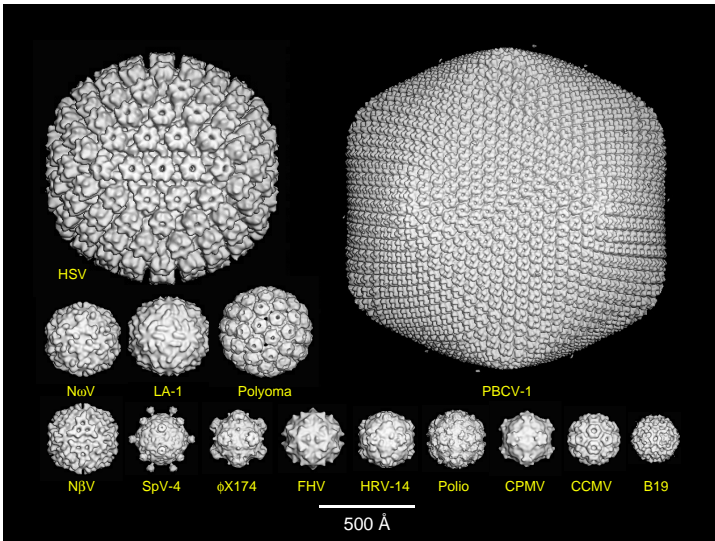 HSV
NωV LA-1 Polyoma PBCV-1
NβV SpV-4 ϕX174 FHV HRV-14 Polio CPMV CCMV B19
500 Å